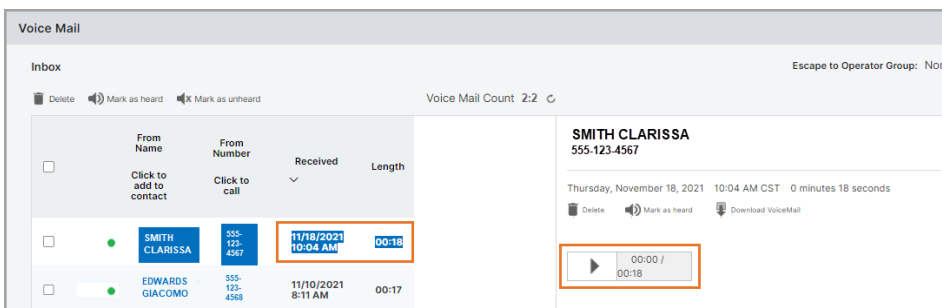 Voice Mail
Inbox
Escape to Operator Group:
Delete Mark as heard Mark as unheard
Voice Mail Count 2:2
From
Name
Click to
add to
contact
From
Number
Click to
call
Received
Length
SMITH
CLARISSA
555-
123-
4567
11/18/2021
10:04 AM
00:18
EDWARDS
GIACOMO
555-
123-
4568
11/10/2021
8:11 AM
00:17
SMITH CLARISSA
555-123-4567
Thursday, November 18, 2021 10:04 AM CST 0 minutes 18 seconds
Delete Mark as heard Download VoiceMail
00:00 /
00:18